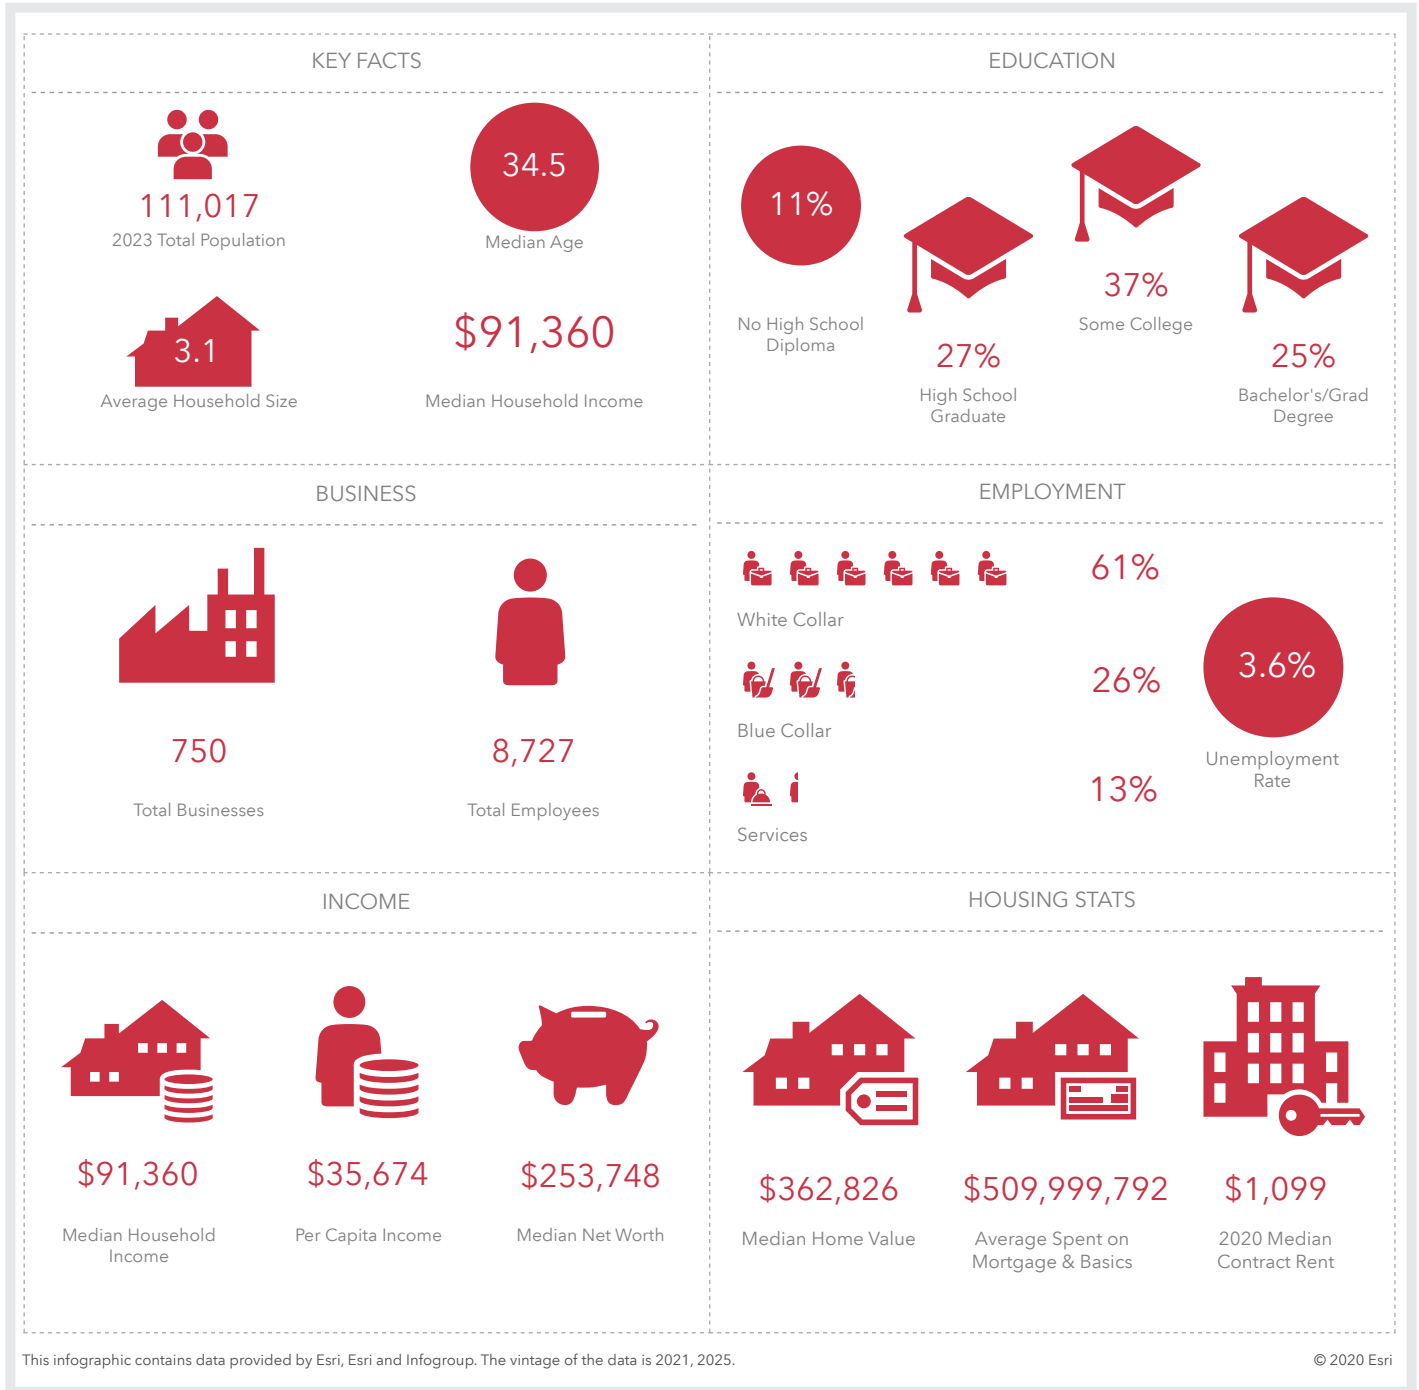 KEY FACTS
111,017
2023 Total Population
34.5
Median Age
3.1
Average Household Size
$91,360
Median Household Income
EDUCATION
11%
No High School
Diploma
27%
High School
Graduate
37%
Some College
25%
Bachelor's/Grad
Degree
BUSINESS
750
Total Businesses
8,727
Total Employees
EMPLOYMENT
61%
White Collar
26%
Blue Collar
13%
Services
3.6%
Unemployment
Rate
INCOME
$91,360
Median Household
Income
$35,674
Per Capita Income
$253,748
Median Net Worth
HOUSING STATS
$362,826
Median Home Value
$509,999,792
Average Spent on
Mortgage & Basics
$1,099
2020 Median
Contract Rent
This infographic contains data provided by Esri, Esri and Infogroup. The vintage of the data is 2021, 2025.
© 2020 Esri